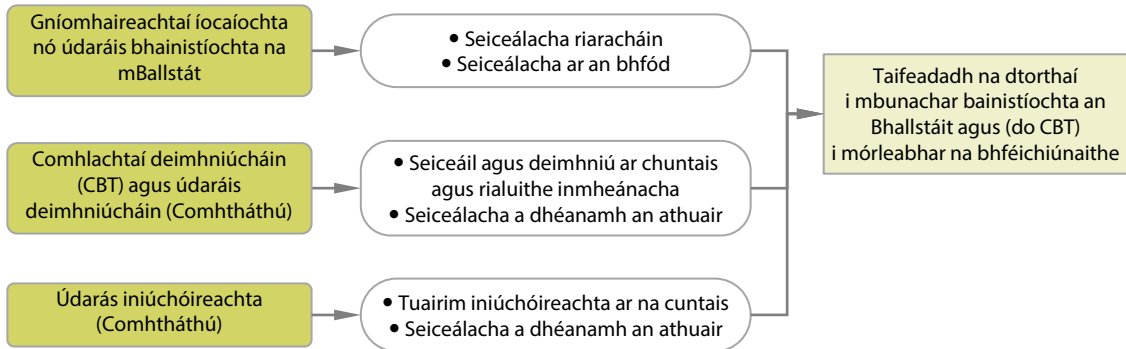 Gníomhaireachtaí íocaíochta
nó údaráis bhainistíochta na
mBallstát
• Seiceálacha riaracháin
• Seiceálacha ar an bhfód
Taifeadadh na dtorthaí
i mbunachar bainistíochta an
Bhallstáit agus (do CBT)
i mórleabhar na bhféichiúnaithe
Comhlachtaí deimhniúcháin
(CBT) agus údaráis
deimhniúcháin (Comhtháthú)
• Seiceáil agus deimhniú ar chuntais
agus rialuithe inmheánacha
• Seiceálacha a dhéanamh an athuair
Údarás iniúchóireachta
(Comhtháthú)
• Tuairim iniúchóireachta ar na cuntais
• Seiceálacha a dhéanamh an athuair